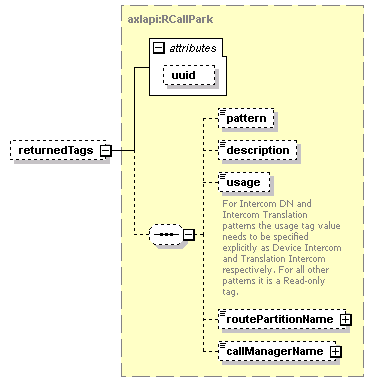 axlapi:RCallPark
attributes
uuid
returnedTags
pattern
description
usage
For Intercom DN and
Intercom Translation
patterns the usage tag value
needs to be specified
explicitly as Device Intercom
and Translation Intercom
respectively. For all other
patterns it is a Read-only
tag.
routePartitionName
callManagerName